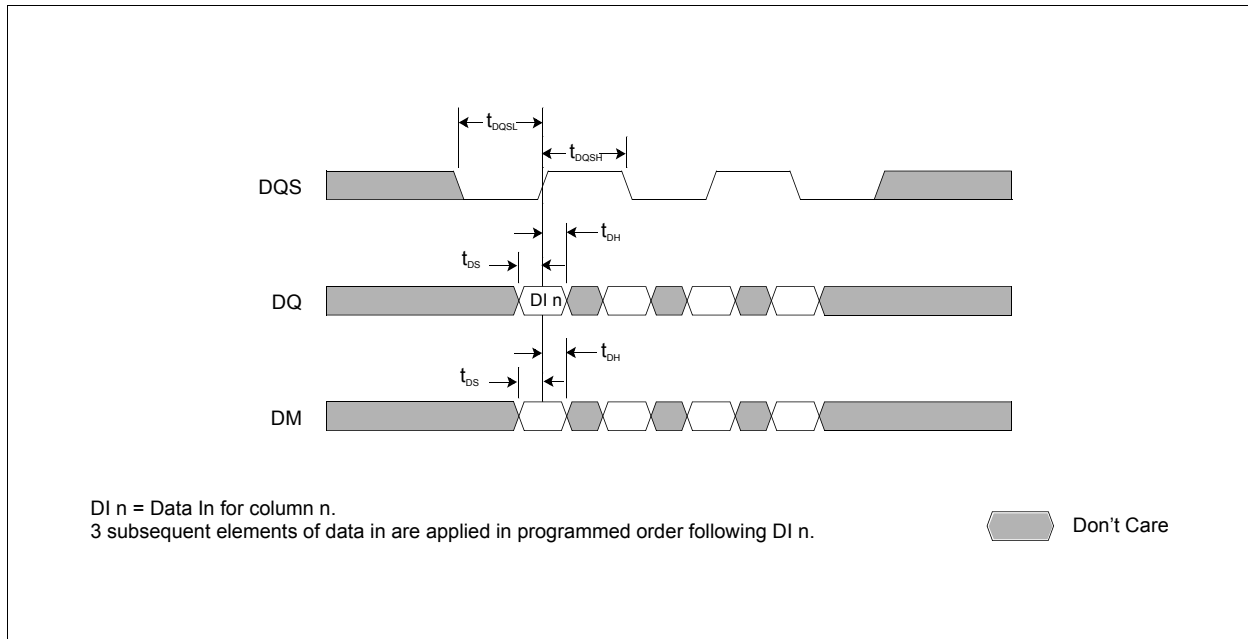 tDQSL
tDQSH
DQS
tDH
tDS
DQ
DI n
tDH
tDS
DM
DI n = Data In for column n.
3 subsequent elements of data in are applied in programmed order following DI n.
Don't Care